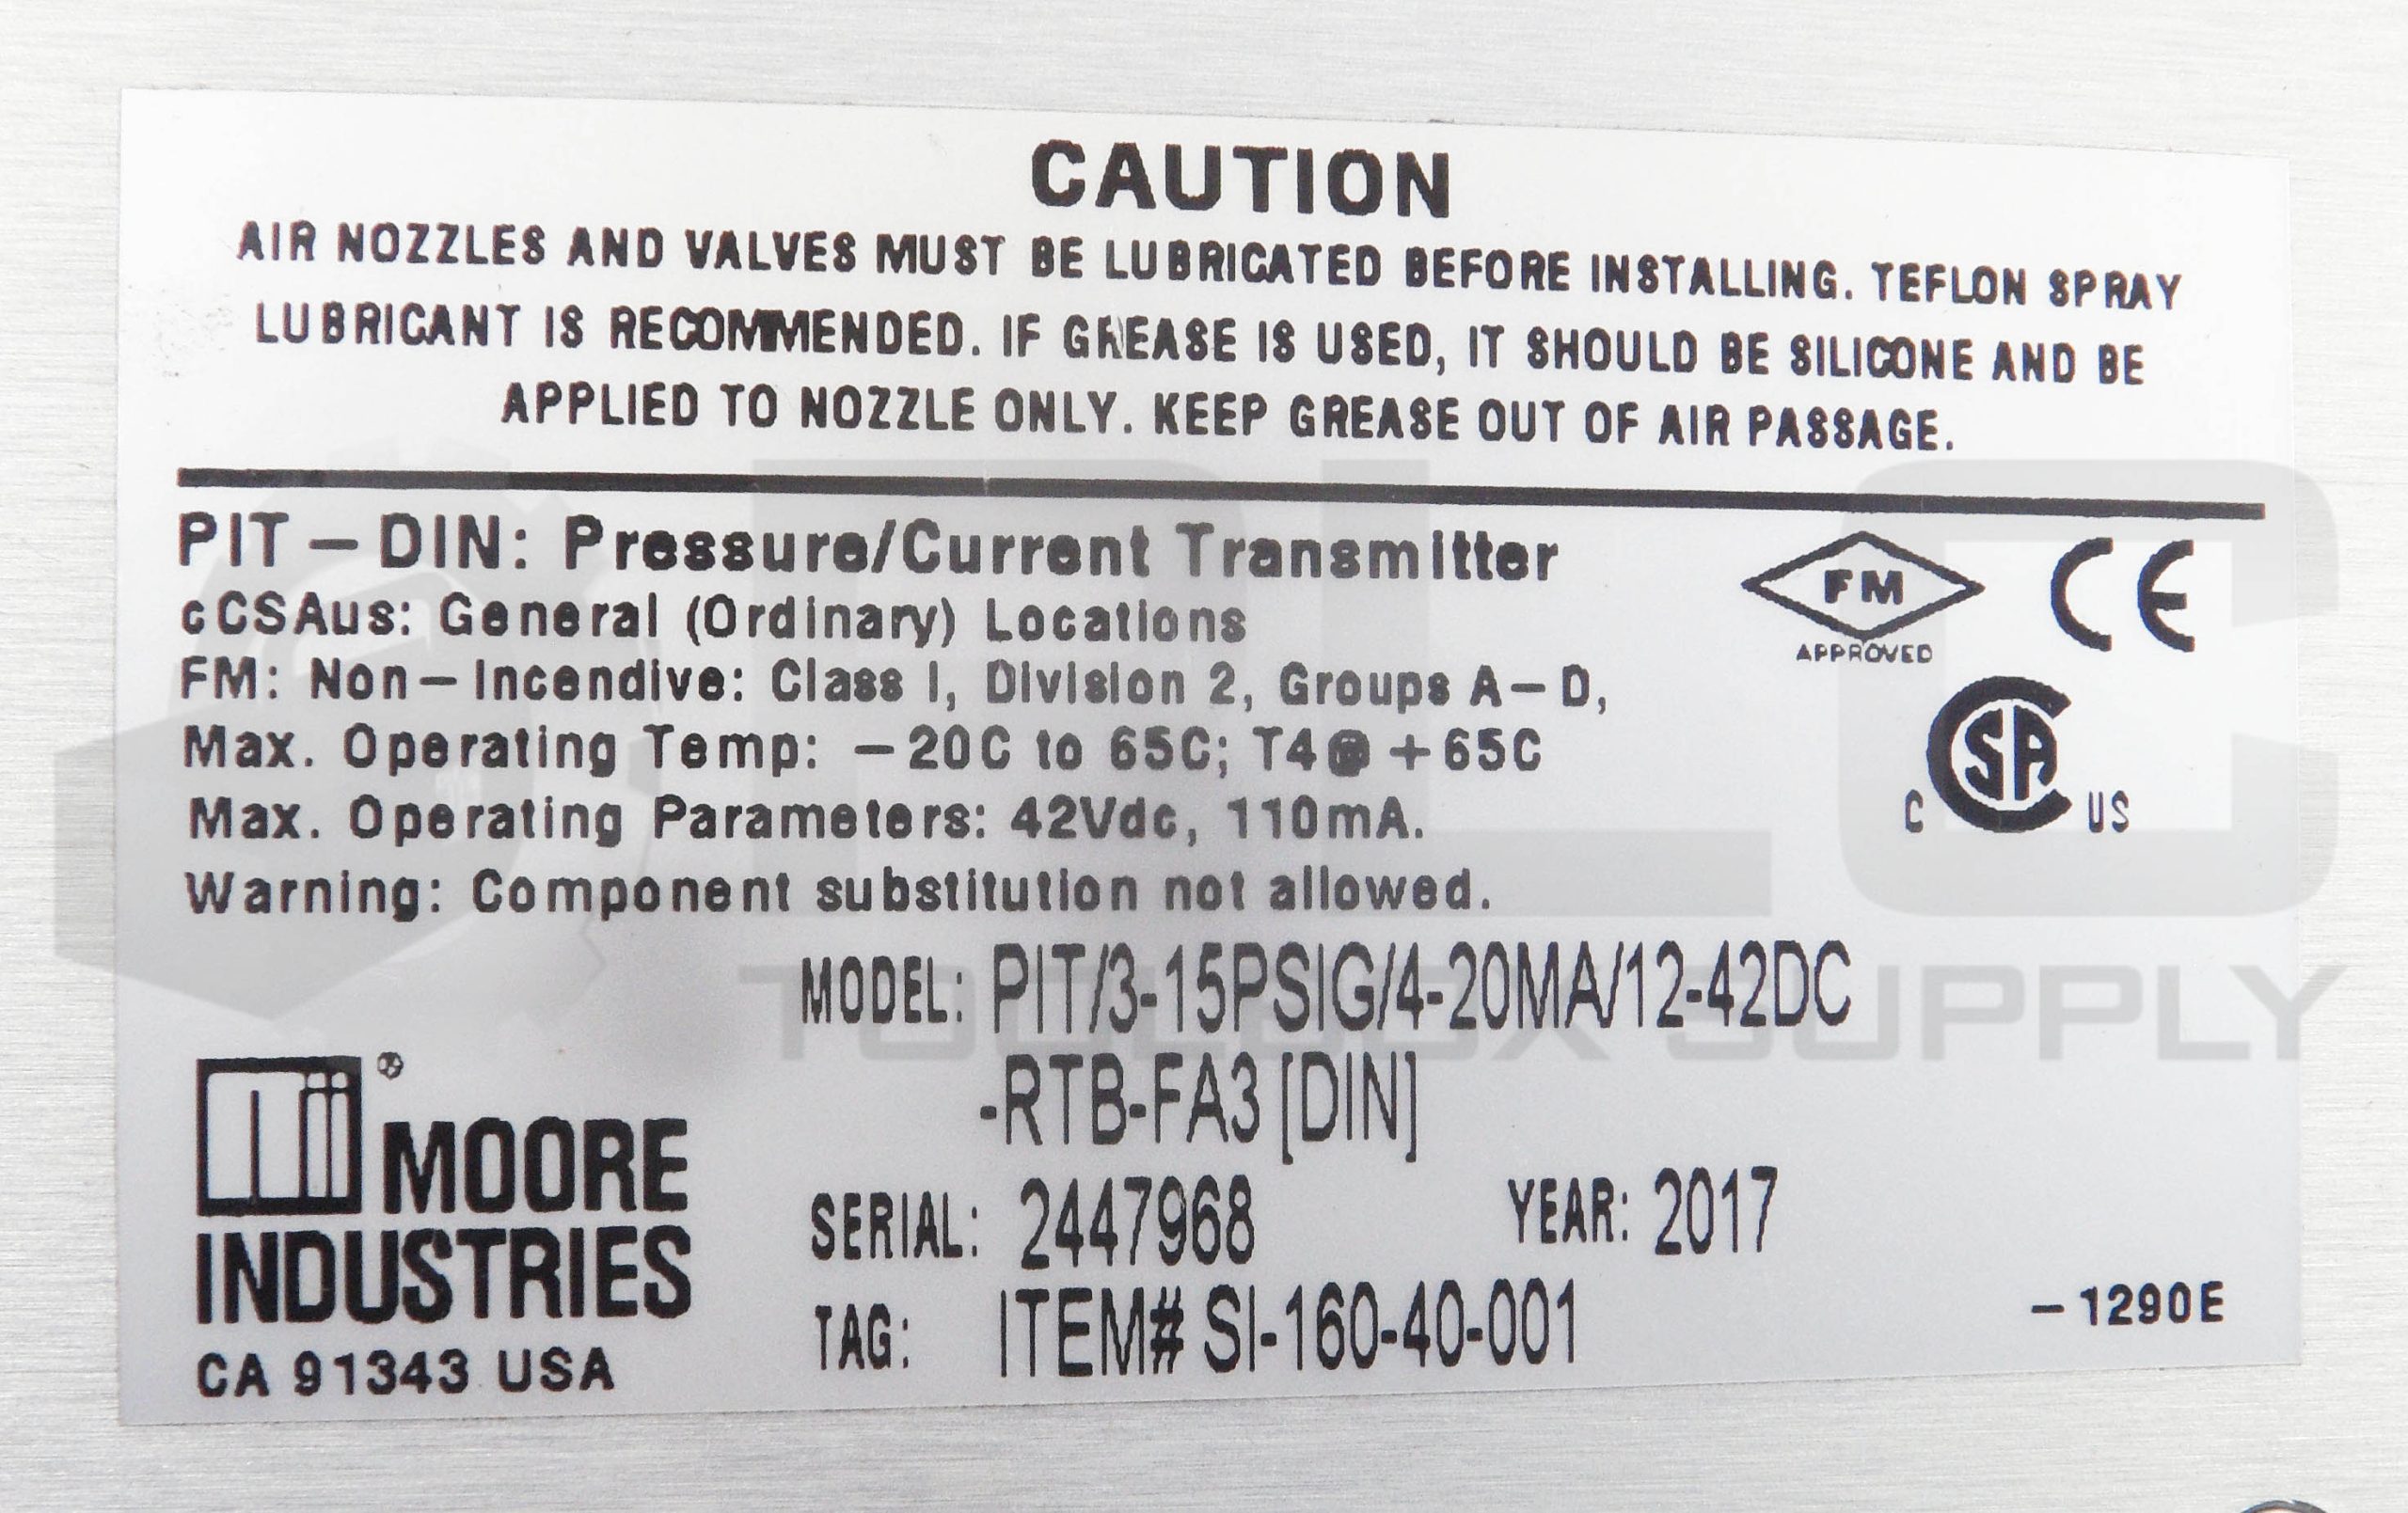 CAUTION
AIR NOZZLES AND VALVES MUST BE LUBRICATED BEFORE INSTALLING. TEFLON SPRAY
LUBRICANT IS RECOMMENDED. IF GREASE IS USED, IT SHOULD BE SILICONE AND BE
APPLIED TO NOZZLE ONLY. KEEP GREASE OUT OF AIR PASSAGE.
PIT-DIN: Pressure/Current Transmitter
cCSAus: General (Ordinary) Locations
FM: Non-Incendive: Class I, Division 2, Groups A-D,
Max. Operating Temp: -20C to 65C; T4@+65C
Max. Operating Parameters: 42Vdc, 110mA.
Warning: Component substitution not allowed.
FM
APPROVED
CE
C SA US
MODEL: PIT/3-15PSIG/4-20MA/12-42DC
-RTB-FA3 [DIN]
SERIAL: 2447968 YEAR: 2017
TAG: ITEM# SI-160-40-001
-1290E
®
MOORE
INDUSTRIES
CA 91343 USA
PLC
TOOLBOX SUPPLY